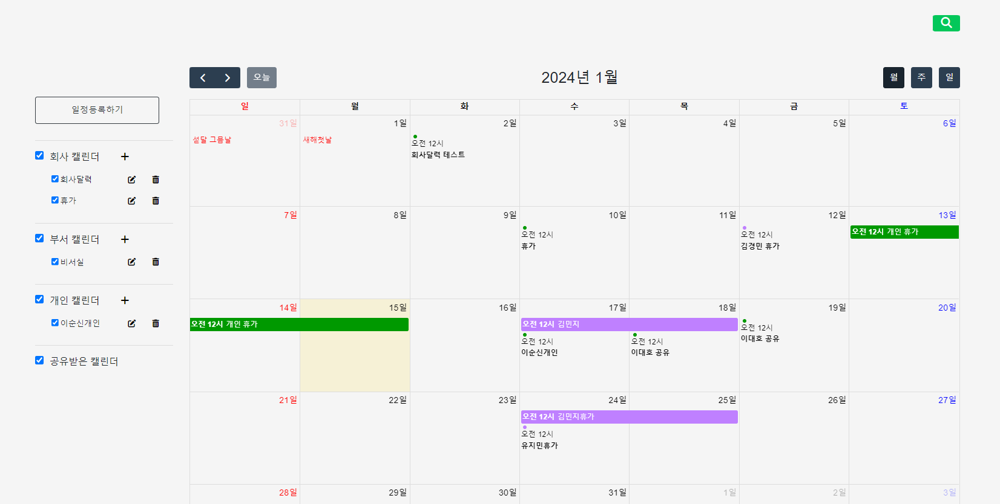 오늘
2024년 1월
월 주 일
일정등록하기
회사 캘린더
회사달력
휴가
부서 캘린더
비서실
개인 캘린더
이순신개인
공유받은 캘린더
일 월 화 수 목 금 토
31일 1일 2일 3일 4일 5일 6일
섣달 그믐날
새해첫날
오전 12시
회사달력 테스트
7일 8일 9일 10일 11일 12일 13일
오전 12시
휴가
오전 12시
김경민 휴가
오전 12시 개인 휴가
14일 15일 16일 17일 18일 19일 20일
오전 12시 개인 휴가
오전 12시 김민지
오전 12시
이순신개인
오전 12시
이대호 공유
오전 12시
이대호 공유
21일 22일 23일 24일 25일 26일 27일
오전 12시 김민지휴가
오전 12시
유지민휴가
28일 29일 30일 31일 1일 2일 3일